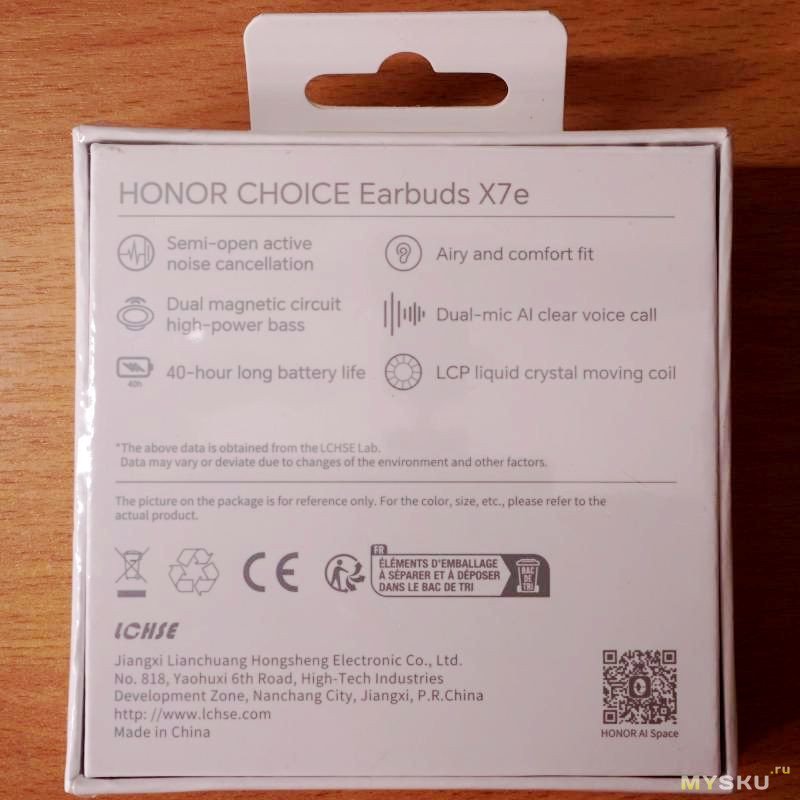 HONOR CHOICE Earbuds X7e
Semi-open active
noise cancellation
Airy and comfort fit
Dual magnetic circuit
high-power bass
Dual-mic AI clear voice call
40h
40-hour long battery life
LCP liquid crystal moving coil
*The above data is obtained from the LCHSE Lab.
Data may vary or deviate due to changes of the environment and other factors.
The picture on the package is for reference only. For the color, size, etc., please refer to the
actual product.
CE
FR
ÉLÉMENTS D'EMBALLAGE
À SÉPARER ET À DÉPOSER
DANS LE BAC DE TRI
BAC
DE
TRI
LCHSE
Jiangxi Lianchuang Hongsheng Electronic Co., Ltd.
No. 818, Yaohuxi 6th Road, High-Tech Industries
Development Zone, Nanchang City, Jiangxi, P.R.China
http: //www.lchse.com
Made in China
HONOR AI Space
MYSKU.ru